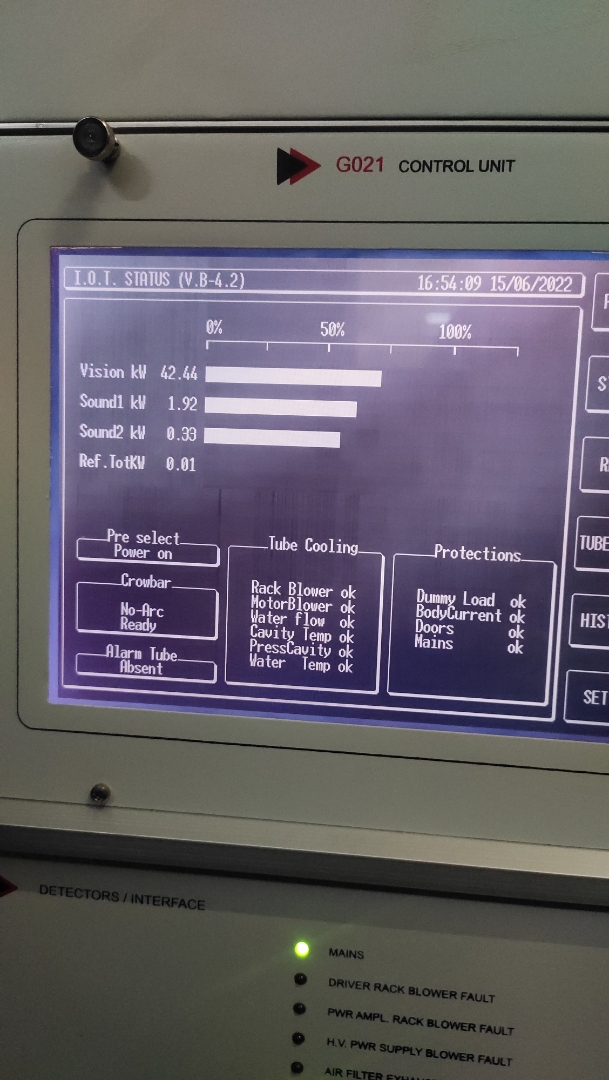 G021 CONTROL UNIT
I.O.T. STATUS (V.B-4.2) 16:54:09 15/06/2022
0% 50% 100%
Vision kW 42.44
Sound1 kW 1.92
Sound2 kW 0.33
Ref.TotKW 0.01
Pre select
Power on
Crowbar
No-Arc
Ready
Alarm Tube
Absent
Tube Cooling
Rack Blower ok
MotorBlower ok
Water flow ok
Cavity Temp ok
PressCavity ok
Water Temp ok
Protections
Dummy Load ok
BodyCurrent ok
Doors ok
Mains ok
TUBE
HIS
SET
DETECTORS / INTERFACE
MAINS
DRIVER RACK BLOWER FAULT
PWR AMPL. RACK BLOWER FAULT
H.V. PWR SUPPLY BLOWER FAULT
AIR FILTER